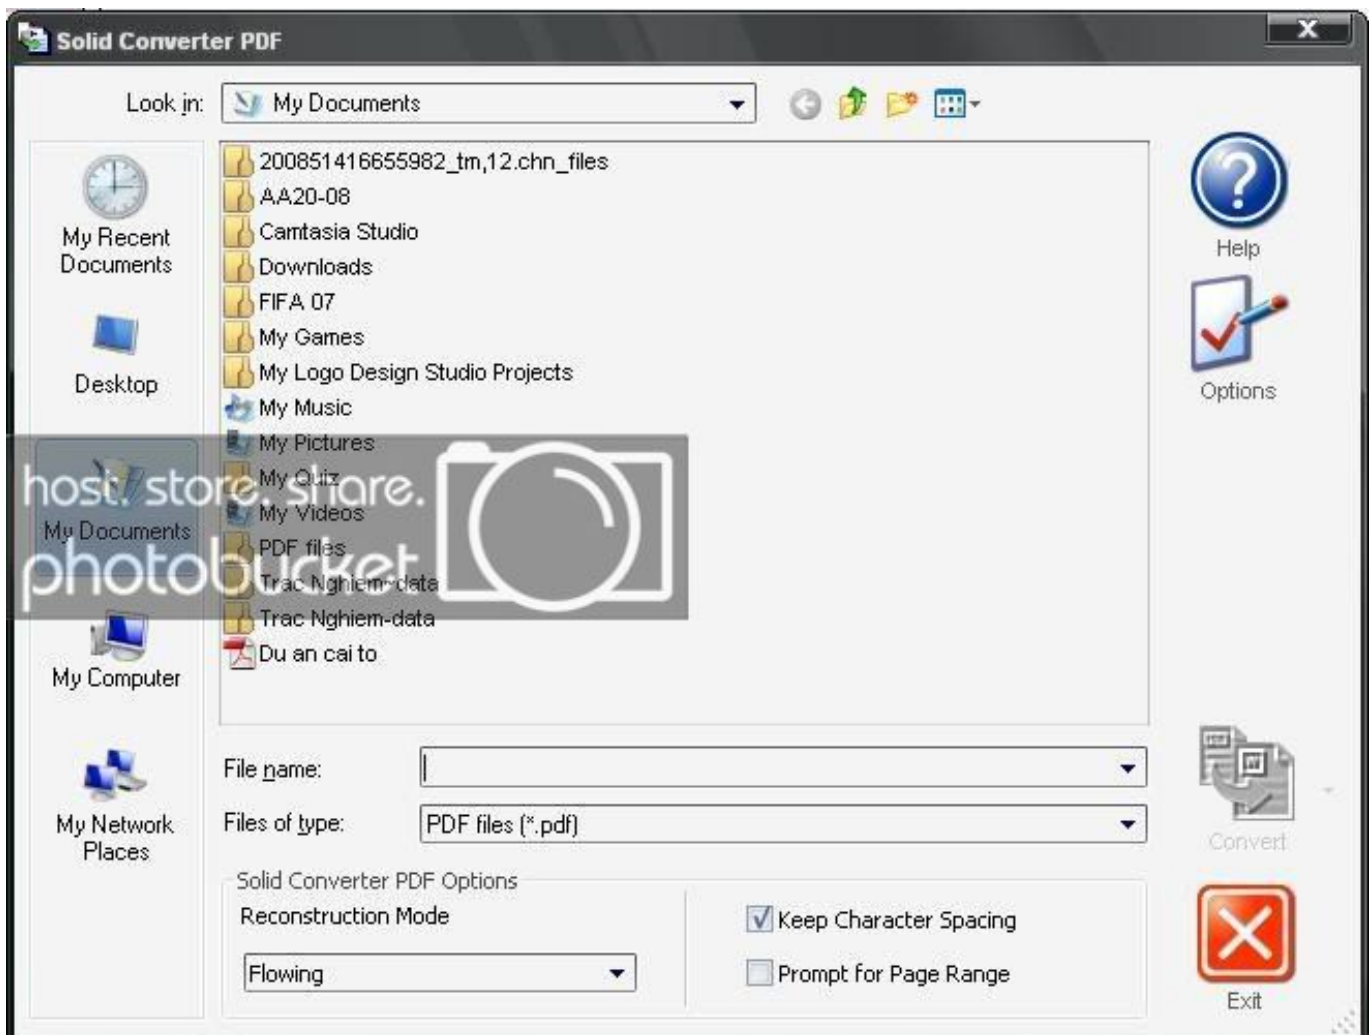 Solid Converter PDF
X
Look in:
My Documents
My Recent
Documents
Desktop
My Documents
My Computer
My Network
Places
200851416655982_tm,12.chn_files
AA20-08
Camtasia Studio
Downloads
FIFA 07
My Games
My Logo Design Studio Projects
My Music
My Pictures
My Quiz
My Videos
PDF files
Trac Nghiem~data
Trac Nghiem-data
Du an cai to
host. store. share.
photobucket
Help
Options
File name:
Files of type:
PDF files (*.pdf)
Convert
Solid Converter PDF Options
Reconstruction Mode
Flowing
Keep Character Spacing
Prompt for Page Range
Exit